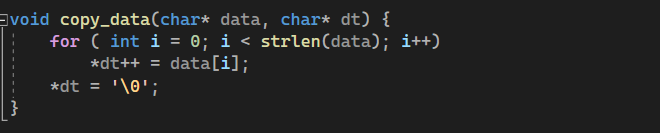 void copy_data(char* data, char* dt) {
for ( int i = 0; i < strlen(data); i++)
*dt++ = data[i];
*dt = '\0';
}